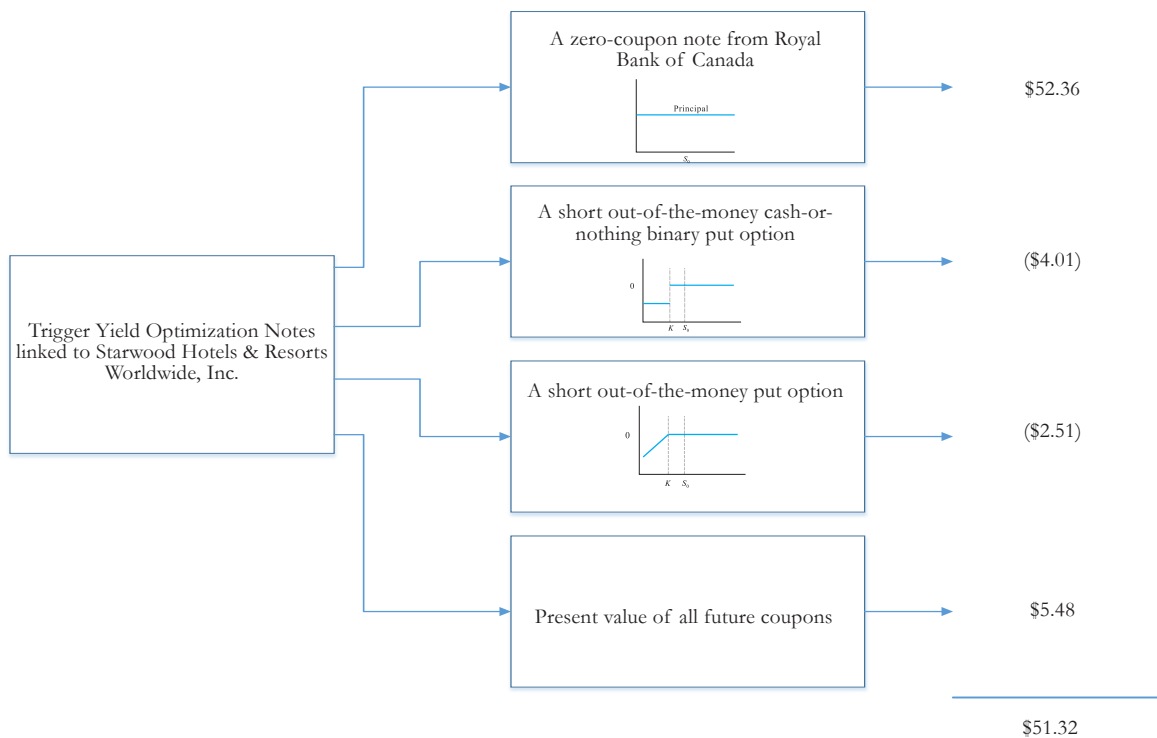 A zero-coupon note from Royal
Bank of Canada
Principal
S₀
$52.36
A short out-of-the-money cash-or-
nothing binary put option
0
K
S₀
($4.01)
Trigger Yield Optimization Notes
linked to Starwood Hotels & Resorts
Worldwide, Inc.
A short out-of-the-money put option
0
K
S₀
($2.51)
Present value of all future coupons
$5.48
$51.32